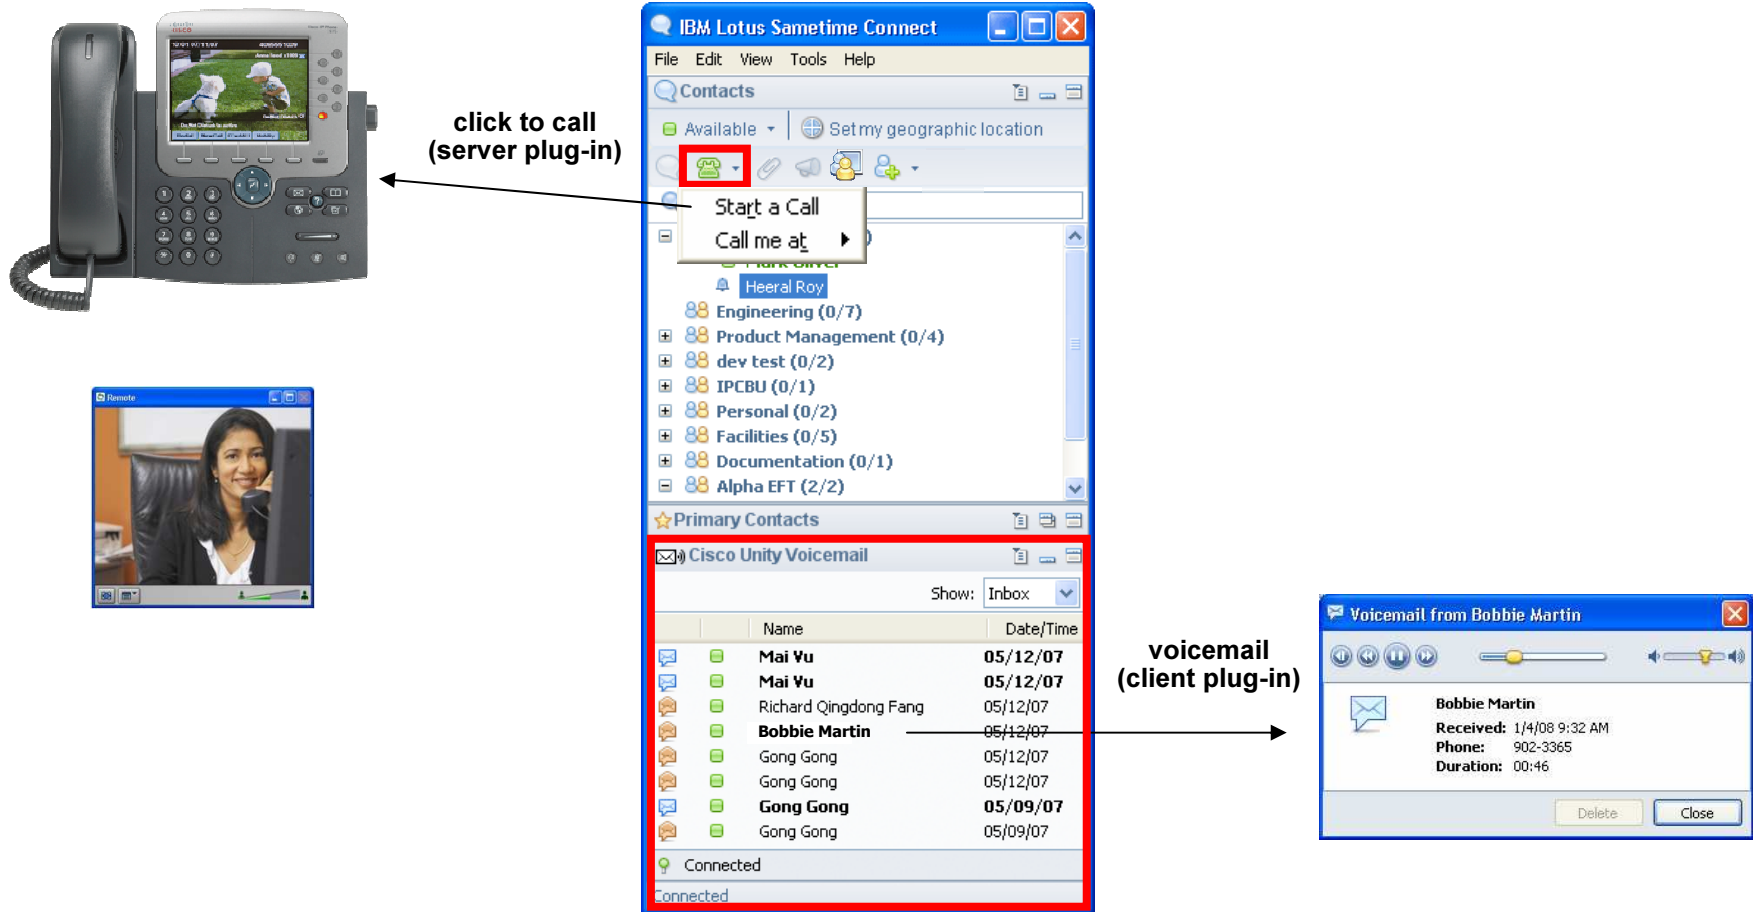 click to call
(server plug-in)
Remote
IBM Lotus Sametime Connect
File Edit View Tools Help
Contacts
Available Set my geographic location
Start a Call
Call me at
Mark Oliver
Heeral Roy
Engineering (0/7)
Product Management (0/4)
dev test (0/2)
IPCBU (0/1)
Personal (0/2)
Facilities (0/5)
Documentation (0/1)
Alpha EFT (2/2)
Primary Contacts
Cisco Unity Voicemail
Show: Inbox
Name Date/Time
Mai Vu 05/12/07
Mai Vu 05/12/07
Richard Qingdong Fang 05/12/07
Bobbie Martin 05/12/07
Gong Gong 05/12/07
Gong Gong 05/12/07
Gong Gong 05/09/07
Gong Gong 05/09/07
Connected
Connected
voicemail
(client plug-in)
Voicemail from Bobbie Martin
Bobbie Martin
Received: 1/4/08 9:32 AM
Phone: 902-3365
Duration: 00:46
Delete Close